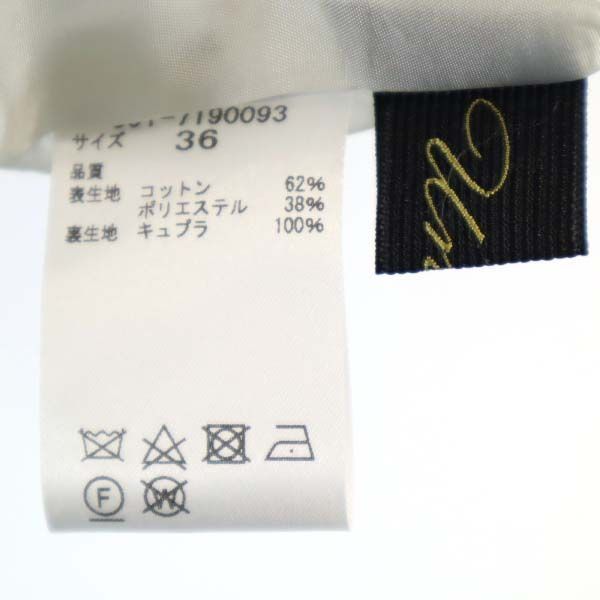 7190093
サイズ 36
品質
表生地 コットン 62%
ポリエステル 38%
裏生地 キュプラ 100%
F W